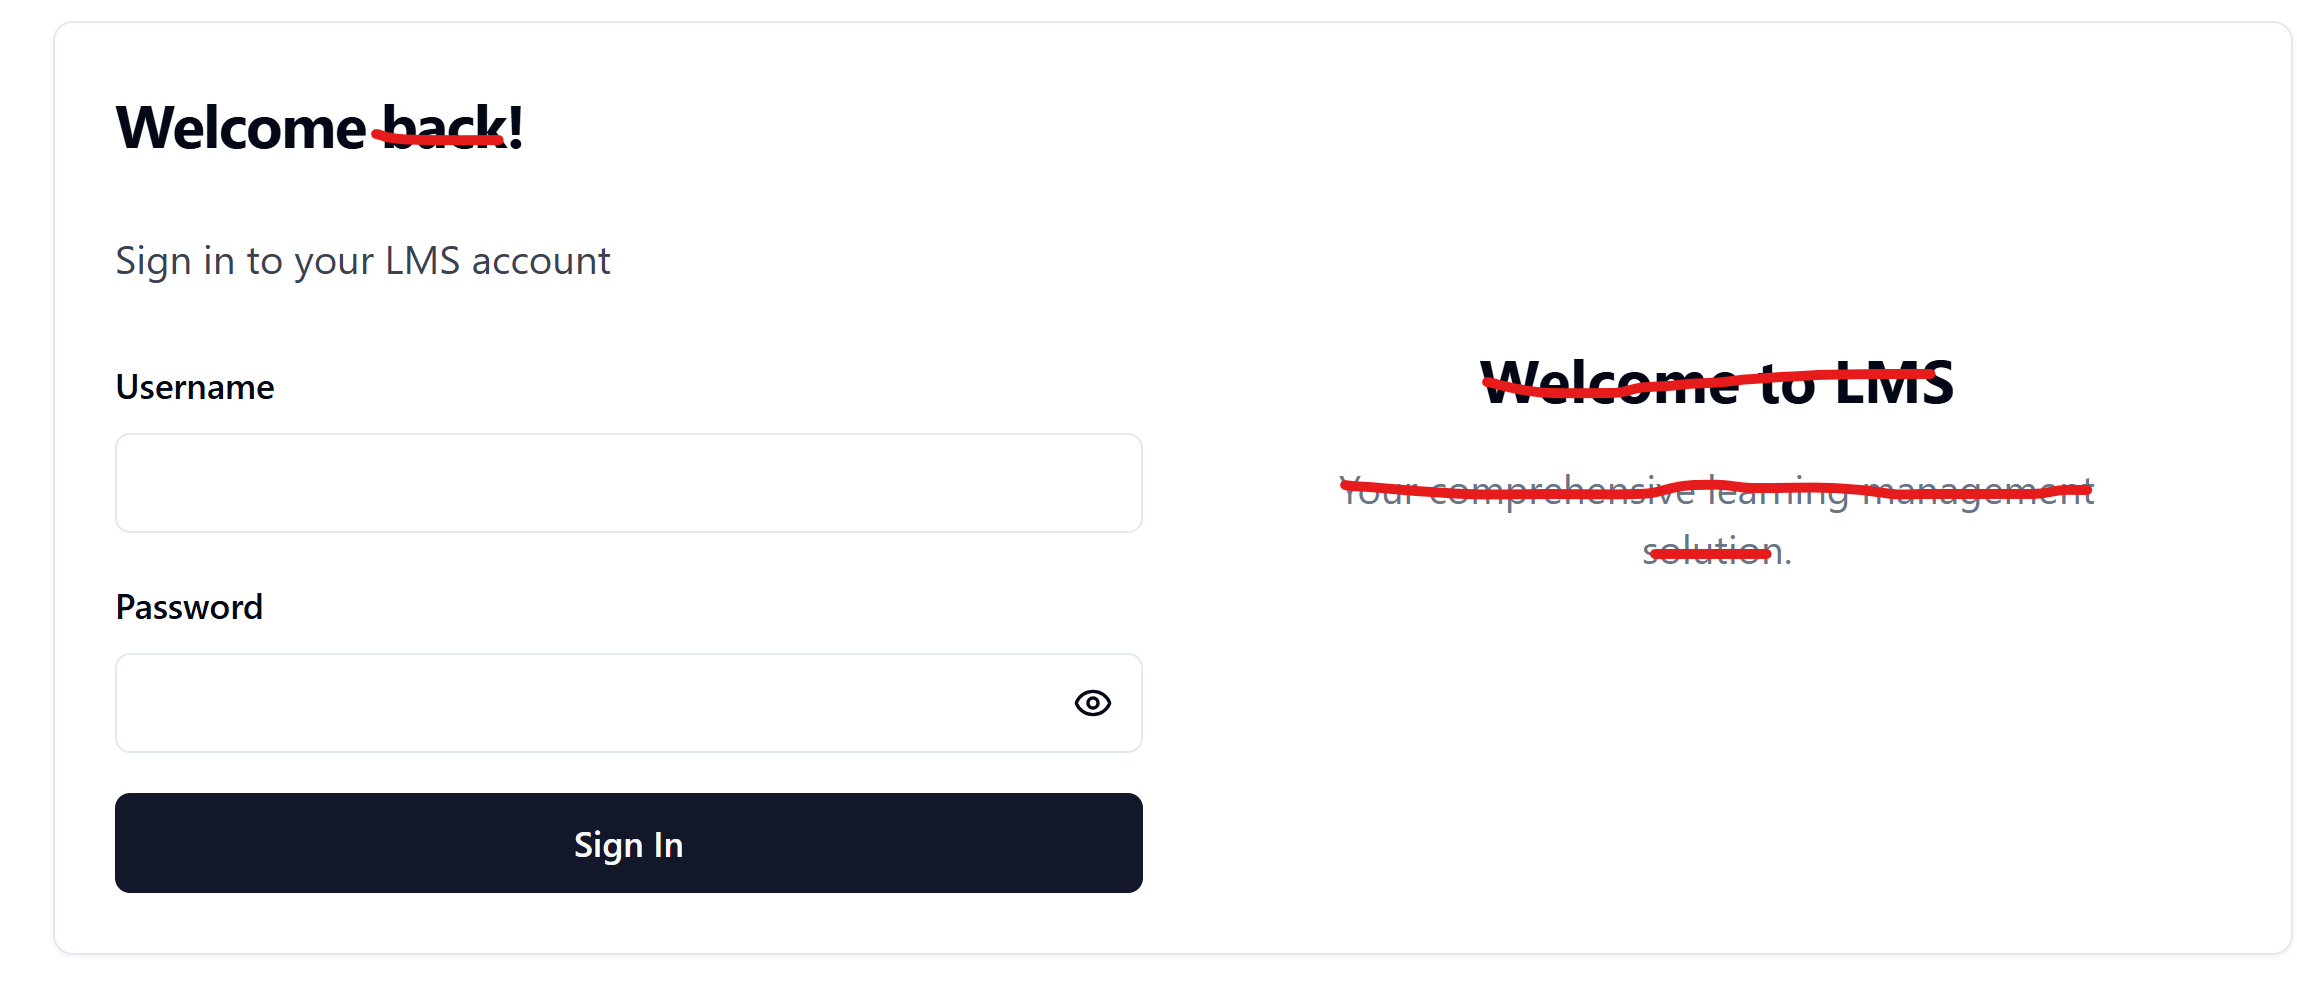 Welcome back!
Sign in to your LMS account
Username
Password
Sign In
Welcome to LMS
Your comprehensive learning management
solution.